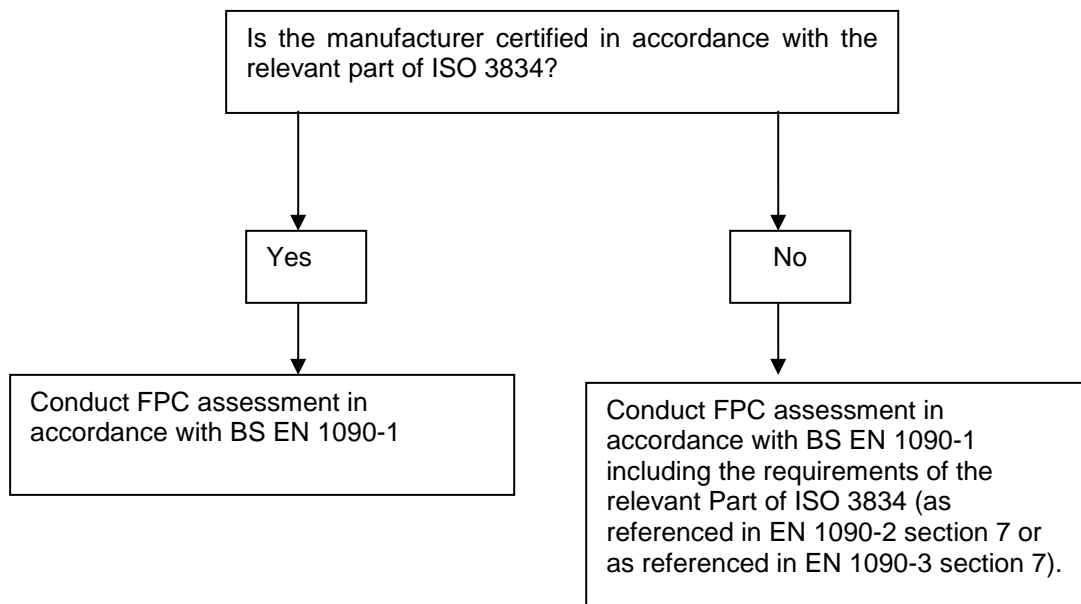 Is the manufacturer certified in accordance with the
relevant part of ISO 3834?
Yes
No
Conduct FPC assessment in
accordance with BS EN 1090-1
Conduct FPC assessment in
accordance with BS EN 1090-1
including the requirements of the
relevant Part of ISO 3834 (as
referenced in EN 1090-2 section 7 or
as referenced in EN 1090-3 section 7).